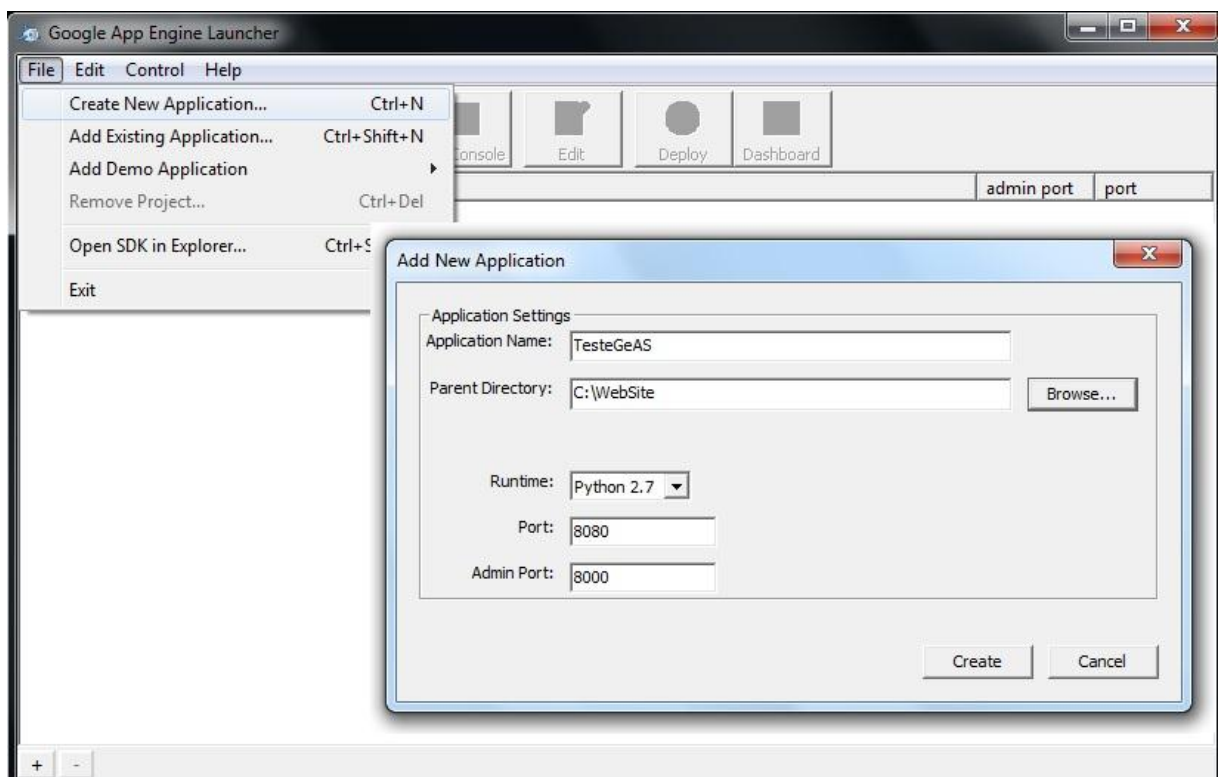 Google App Engine Launcher
File Edit Control Help
Create New Application... Ctrl+N
Add Existing Application... Ctrl+Shift+N
Add Demo Application
Remove Project... Ctrl+Del
Open SDK in Explorer... Ctrl+S
Exit
Console Edit Deploy Dashboard
admin port port
Add New Application
Application Settings
Application Name: TesteGeAS
Parent Directory: C:\WebSite Browse...
Runtime: Python 2.7
Port: 8080
Admin Port: 8000
Create Cancel
+ -